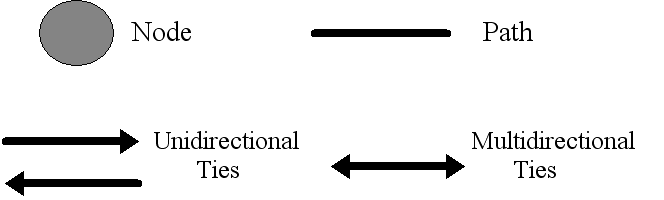 Node
Path
Unidirectional
Ties
Multidirectional
Ties